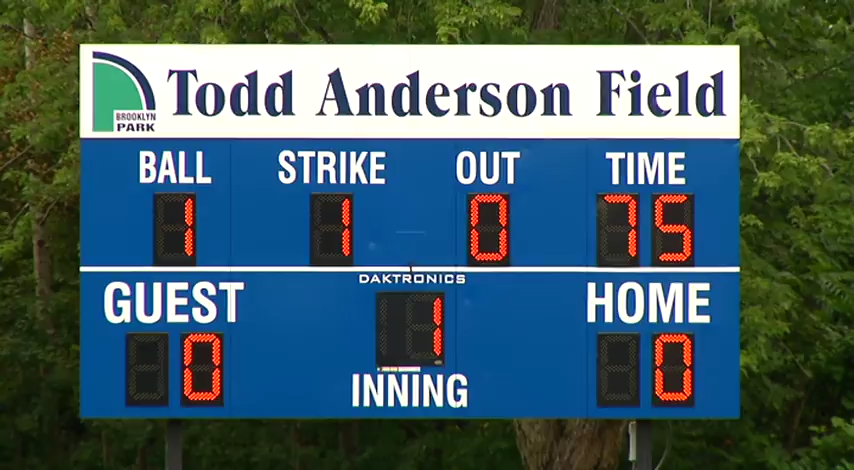 BROOKLYN
PARK
Todd Anderson Field
BALL STRIKE OUT TIME
1 1 0 75
DAKTRONICS
GUEST HOME
0 1 0
INNING